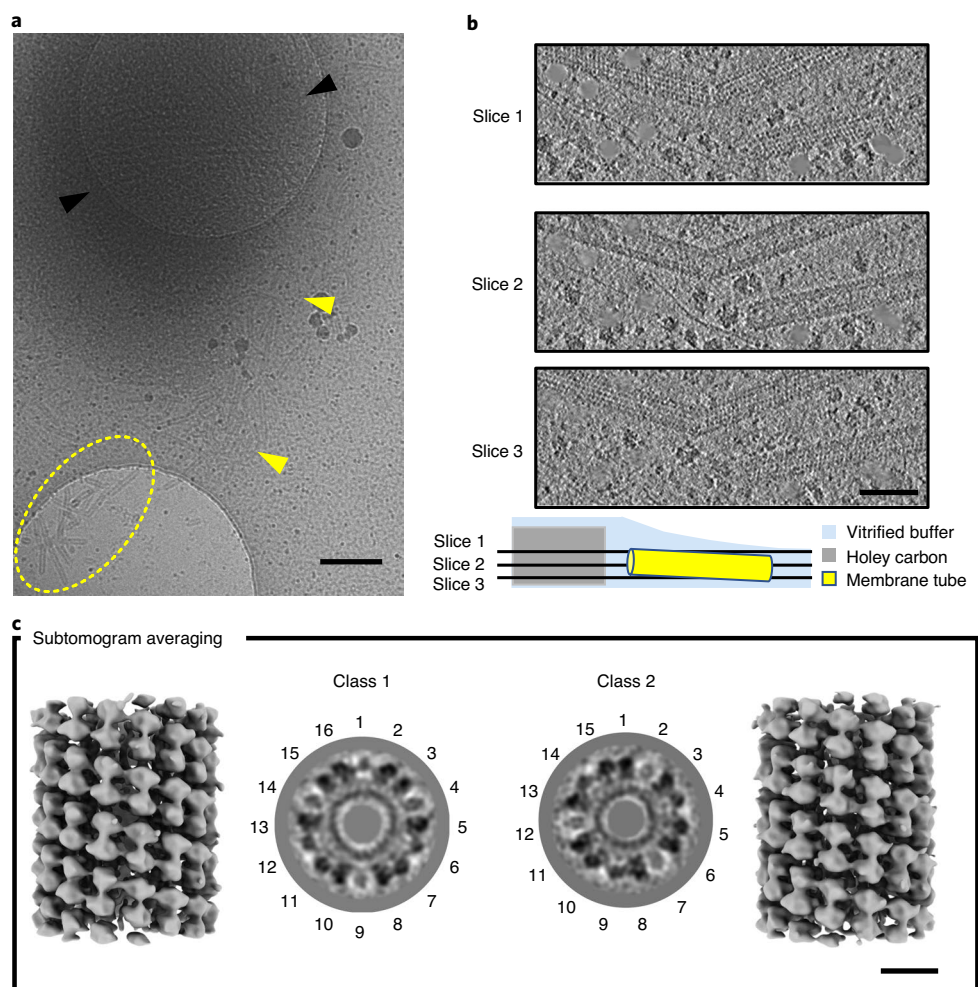 a
b
Slice 1
Slice 2
Slice 3
Slice 1
Slice 2
Slice 3
Vitrified buffer
Holey carbon
Membrane tube
c
Subtomogram averaging
Class 1
1
2
3
4
5
6
7
8
9
10
11
12
13
14
15
16
Class 2
1
2
3
4
5
6
7
8
9
10
11
12
13
14
15